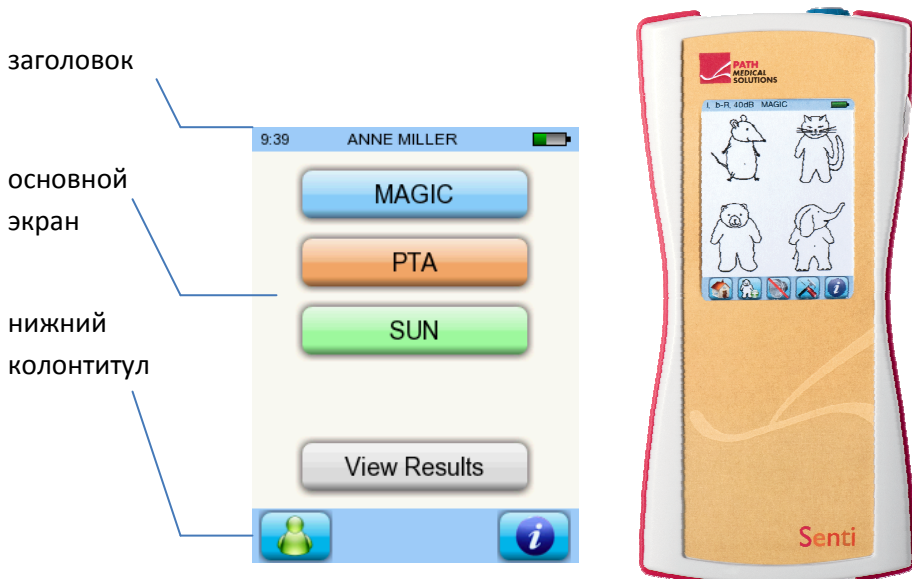 заголовок
основной
экран
нижний
колонтитул
9:39 ANNE MILLER
MAGIC
PTA
SUN
View Results
i
PATH
MEDICAL
SOLUTIONS
L b-R, 40dB MAGIC
i
Senti